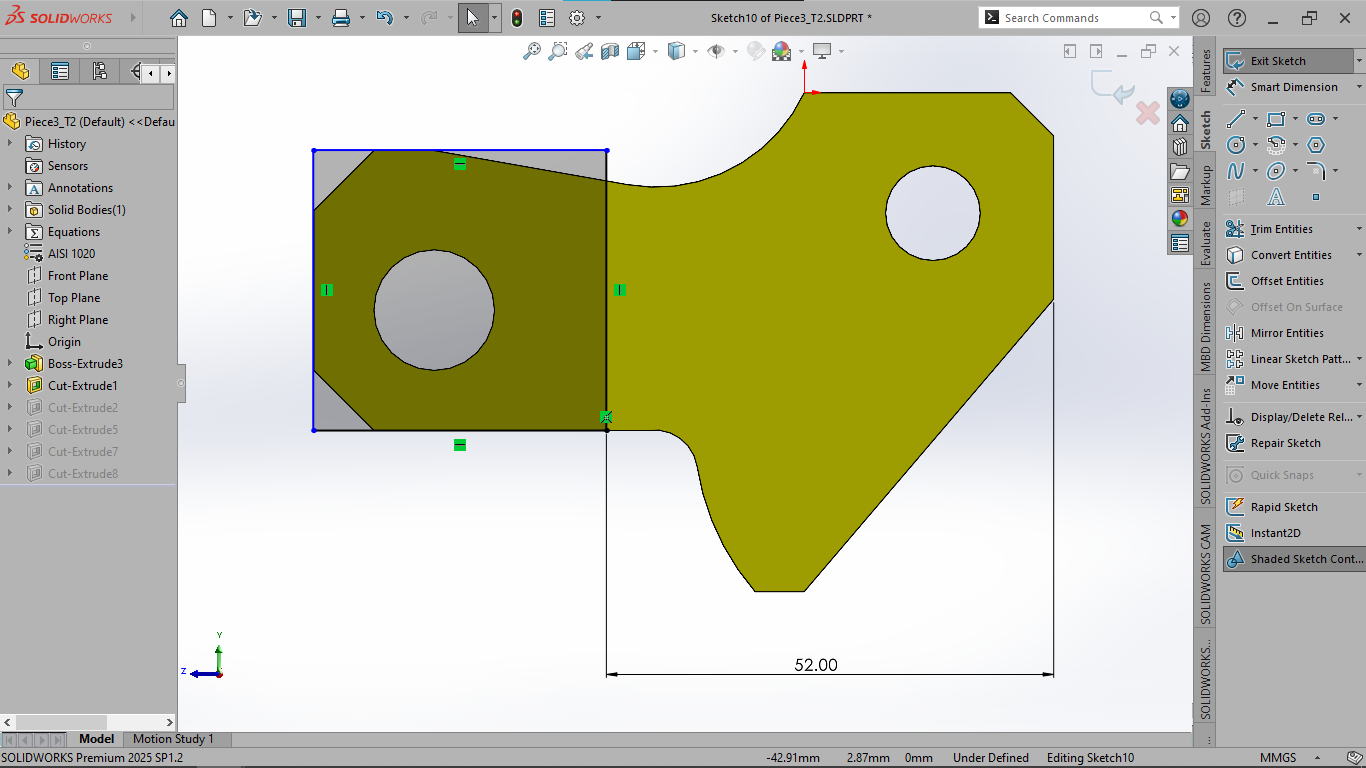 SOLIDWORKS
Sketch10 of Piece3_T2.SLDPRT *
Search Commands
Piece3_T2 (Default) <<Defau
History
Sensors
Annotations
Solid Bodies(1)
Equations
AISI 1020
Front Plane
Top Plane
Right Plane
Origin
Boss-Extrude3
Cut-Extrude1
Cut-Extrude2
Cut-Extrude5
Cut-Extrude7
Cut-Extrude8
52.00
Y
Z
Features
Sketch
Markup
Evaluate
MBD Dimensions
SOLIDWORKS Add-Ins
SOLIDWORKS CAM
SOLIDWORKS...
Exit Sketch
Smart Dimension
Trim Entities
Convert Entities
Offset Entities
Offset On Surface
Mirror Entities
Linear Sketch Patt...
Move Entities
Display/Delete Rel...
Repair Sketch
Quick Snaps
Rapid Sketch
Instant2D
Shaded Sketch Cont...
Model
Motion Study 1
SOLIDWORKS Premium 2025 SP1.2
-42.91mm
2.87mm
0mm
Under Defined
Editing Sketch10
MMGS